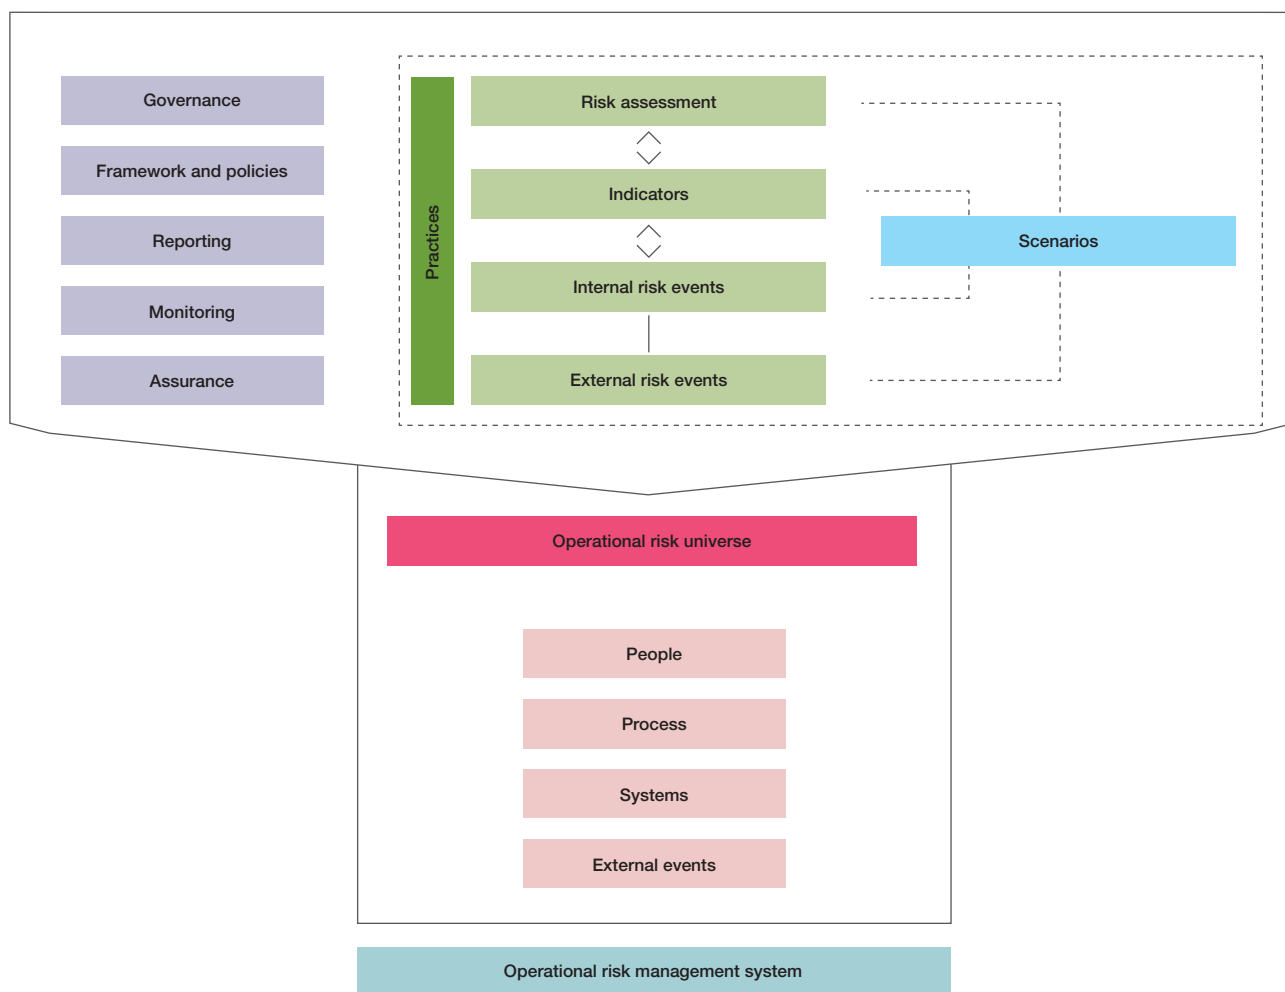 Governance
Framework and policies
Reporting
Monitoring
Assurance
Practices
Risk assessment
Indicators
Internal risk events
External risk events
Scenarios
Operational risk universe
People
Process
Systems
External events
Operational risk management system